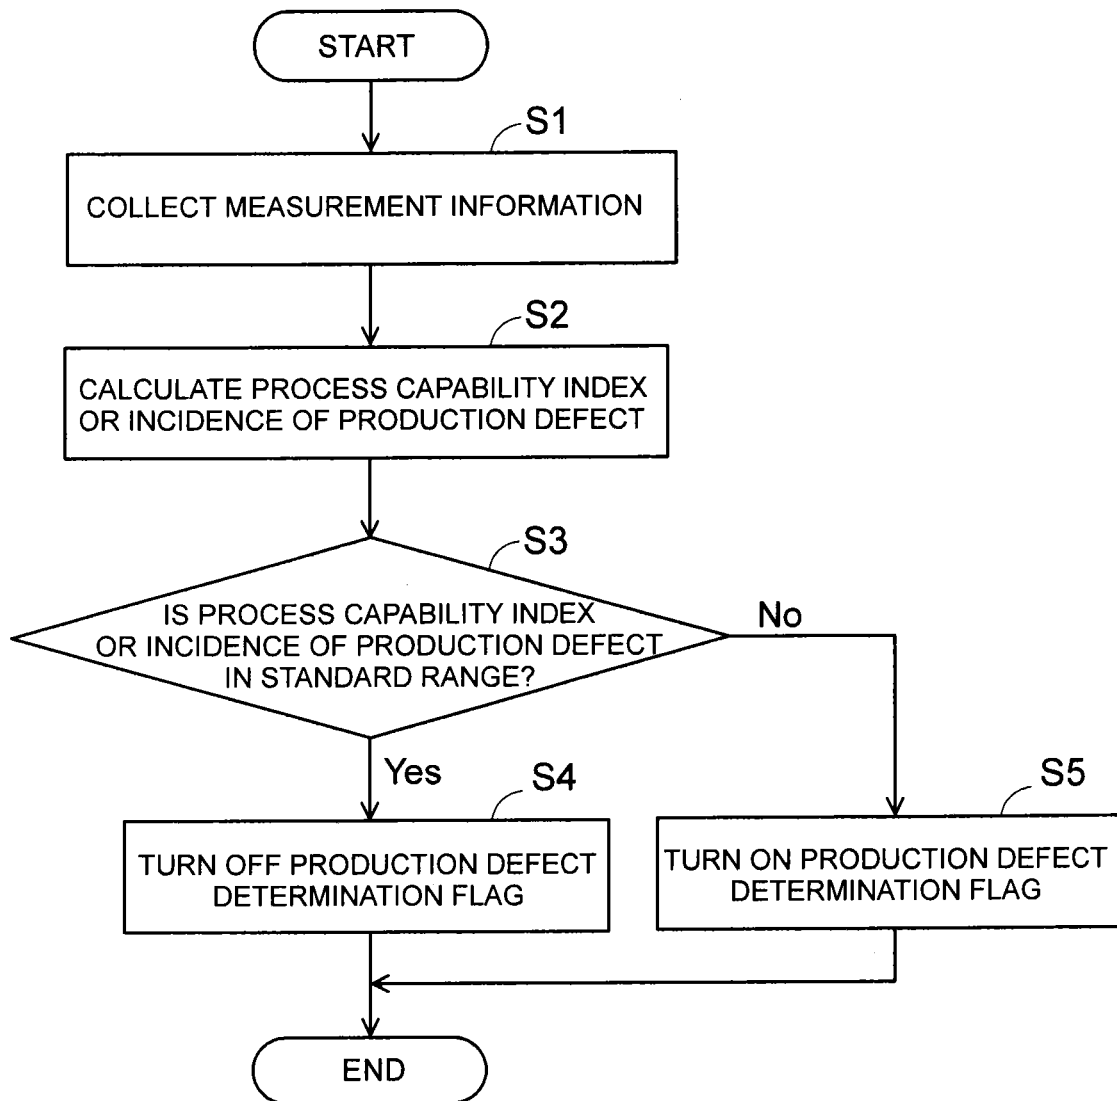 START
S1
COLLECT MEASUREMENT INFORMATION
S2
CALCULATE PROCESS CAPABILITY INDEX
OR INCIDENCE OF PRODUCTION DEFECT
S3
IS PROCESS CAPABILITY INDEX
OR INCIDENCE OF PRODUCTION DEFECT
IN STANDARD RANGE?
No
Yes
S4
TURN OFF PRODUCTION DEFECT
DETERMINATION FLAG
S5
TURN ON PRODUCTION DEFECT
DETERMINATION FLAG
END